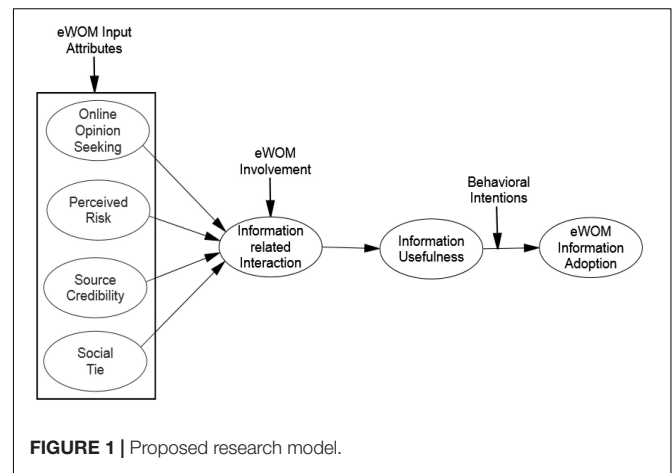 eWOM Input
Attributes
Online
Opinion
Seeking
Perceived
Risk
Source
Credibility
Social
Tie
eWOM
Involvement
Information
related
Interaction
Information
Usefulness
Behavioral
Intentions
eWOM
Information
Adoption
FIGURE 1 | Proposed research model.